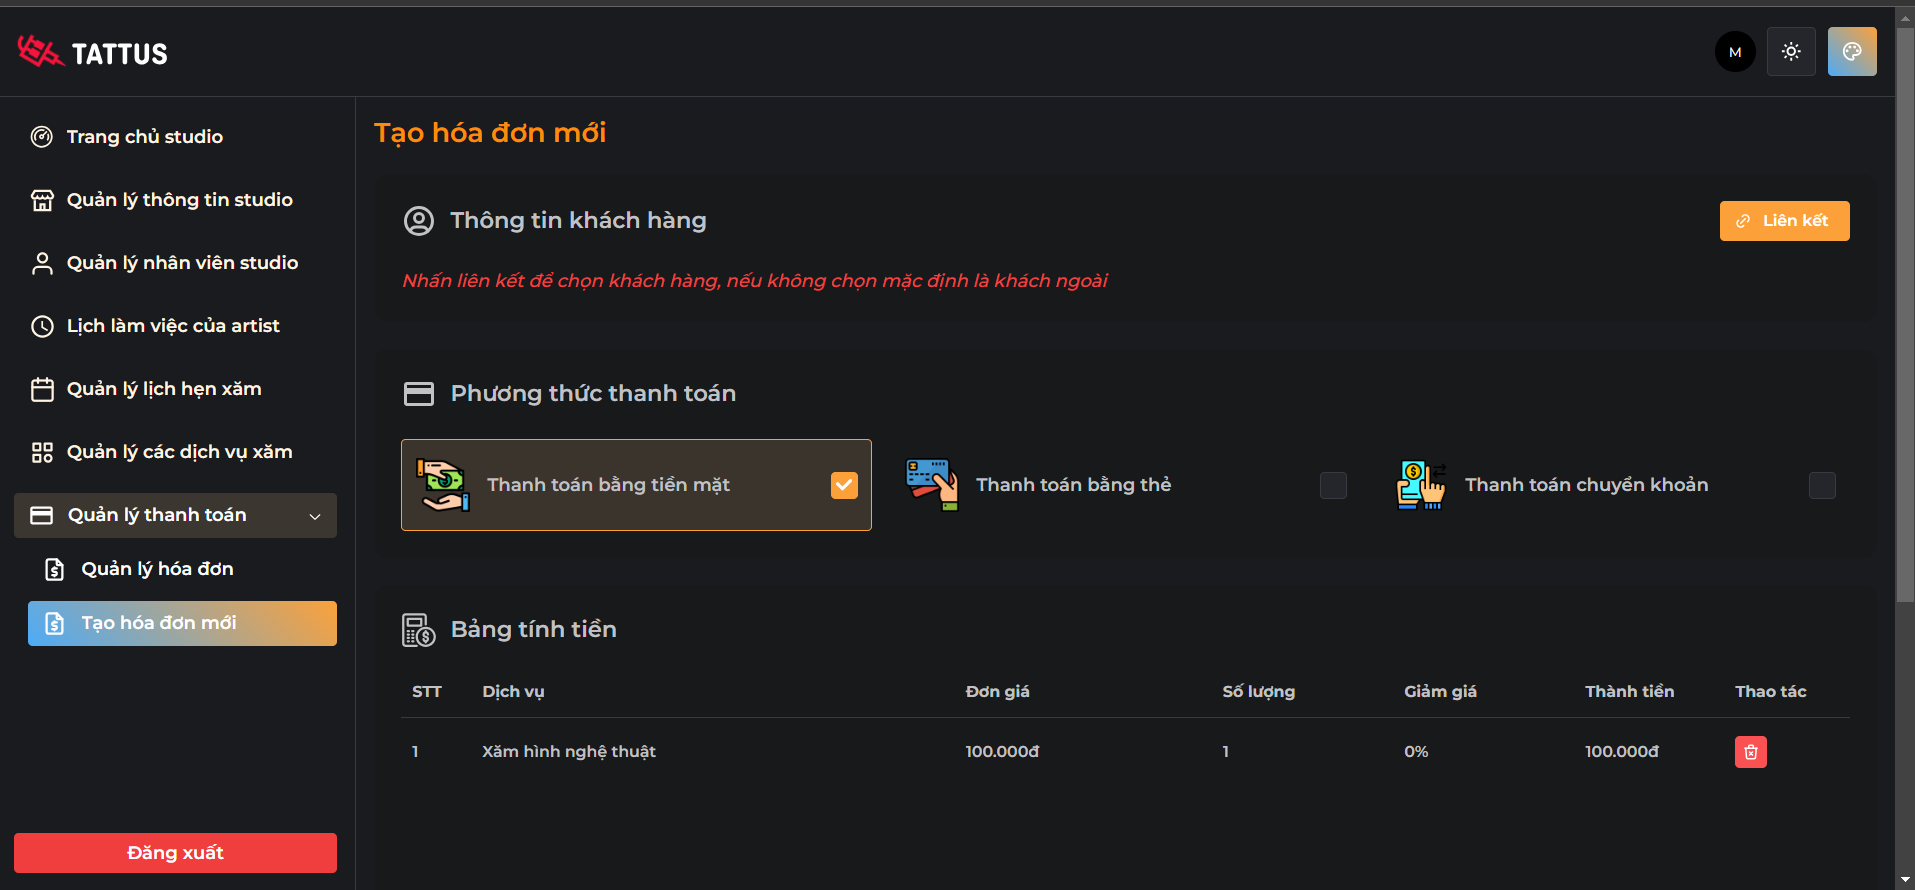 TATTUS
M
Trang chủ studio
Quản lý thông tin studio
Quản lý nhân viên studio
Lịch làm việc của artist
Quản lý lịch hẹn xăm
Quản lý các dịch vụ xăm
Quản lý thanh toán
Quản lý hóa đơn
Tạo hóa đơn mới
Đăng xuất
Tạo hóa đơn mới
Thông tin khách hàng
Liên kết
Nhấn liên kết để chọn khách hàng, nếu không chọn mặc định là khách ngoài
Phương thức thanh toán
Thanh toán bằng tiền mặt
Thanh toán bằng thẻ
Thanh toán chuyển khoản
Bảng tính tiền
STT Dịch vụ Đơn giá Số lượng Giảm giá Thành tiền Thao tác
1 Xăm hình nghệ thuật 100.000đ 1 0% 100.000đ